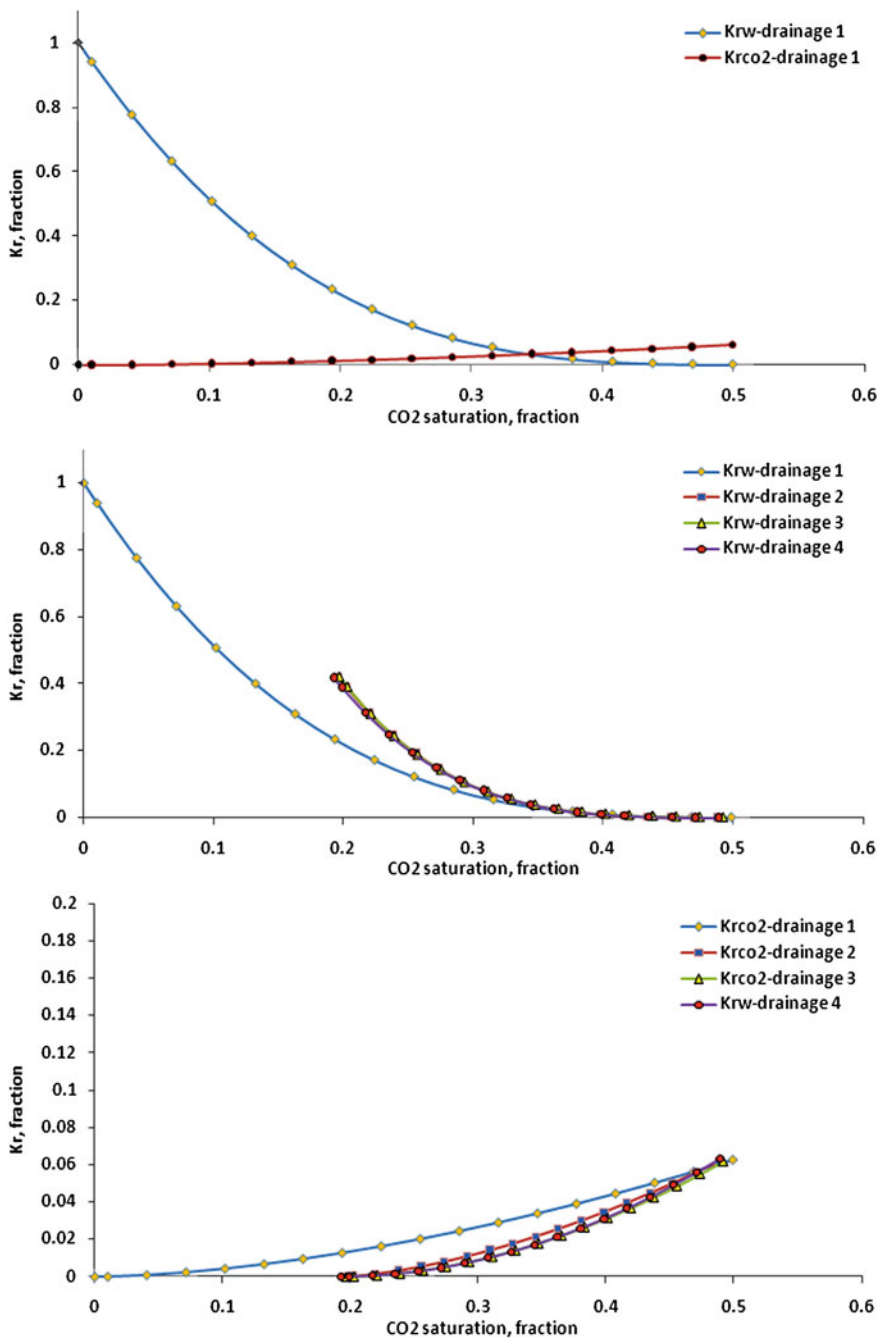 Krw-drainage 1
Krco2-drainage 1
1
0.8
0.6
0.4
0.2
0
Kr, fraction
0 0.1 0.2 0.3 0.4 0.5 0.6
CO2 saturation, fraction
Krw-drainage 1
Krw-drainage 2
Krw-drainage 3
Krw-drainage 4
1
0.8
0.6
0.4
0.2
0
Kr, fraction
0 0.1 0.2 0.3 0.4 0.5 0.6
CO2 saturation, fraction
Krco2-drainage 1
Krco2-drainage 2
Krco2-drainage 3
Krw-drainage 4
0.2
0.18
0.16
0.14
0.12
0.1
0.08
0.06
0.04
0.02
0
Kr, fraction
0 0.1 0.2 0.3 0.4 0.5 0.6
CO2 saturation, fraction